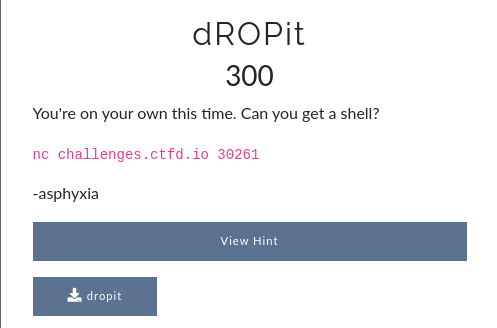 dROPit
300
You're on your own this time. Can you get a shell?
nc challenges.ctfd.io 30261
-asphyxia
View Hint
dropit